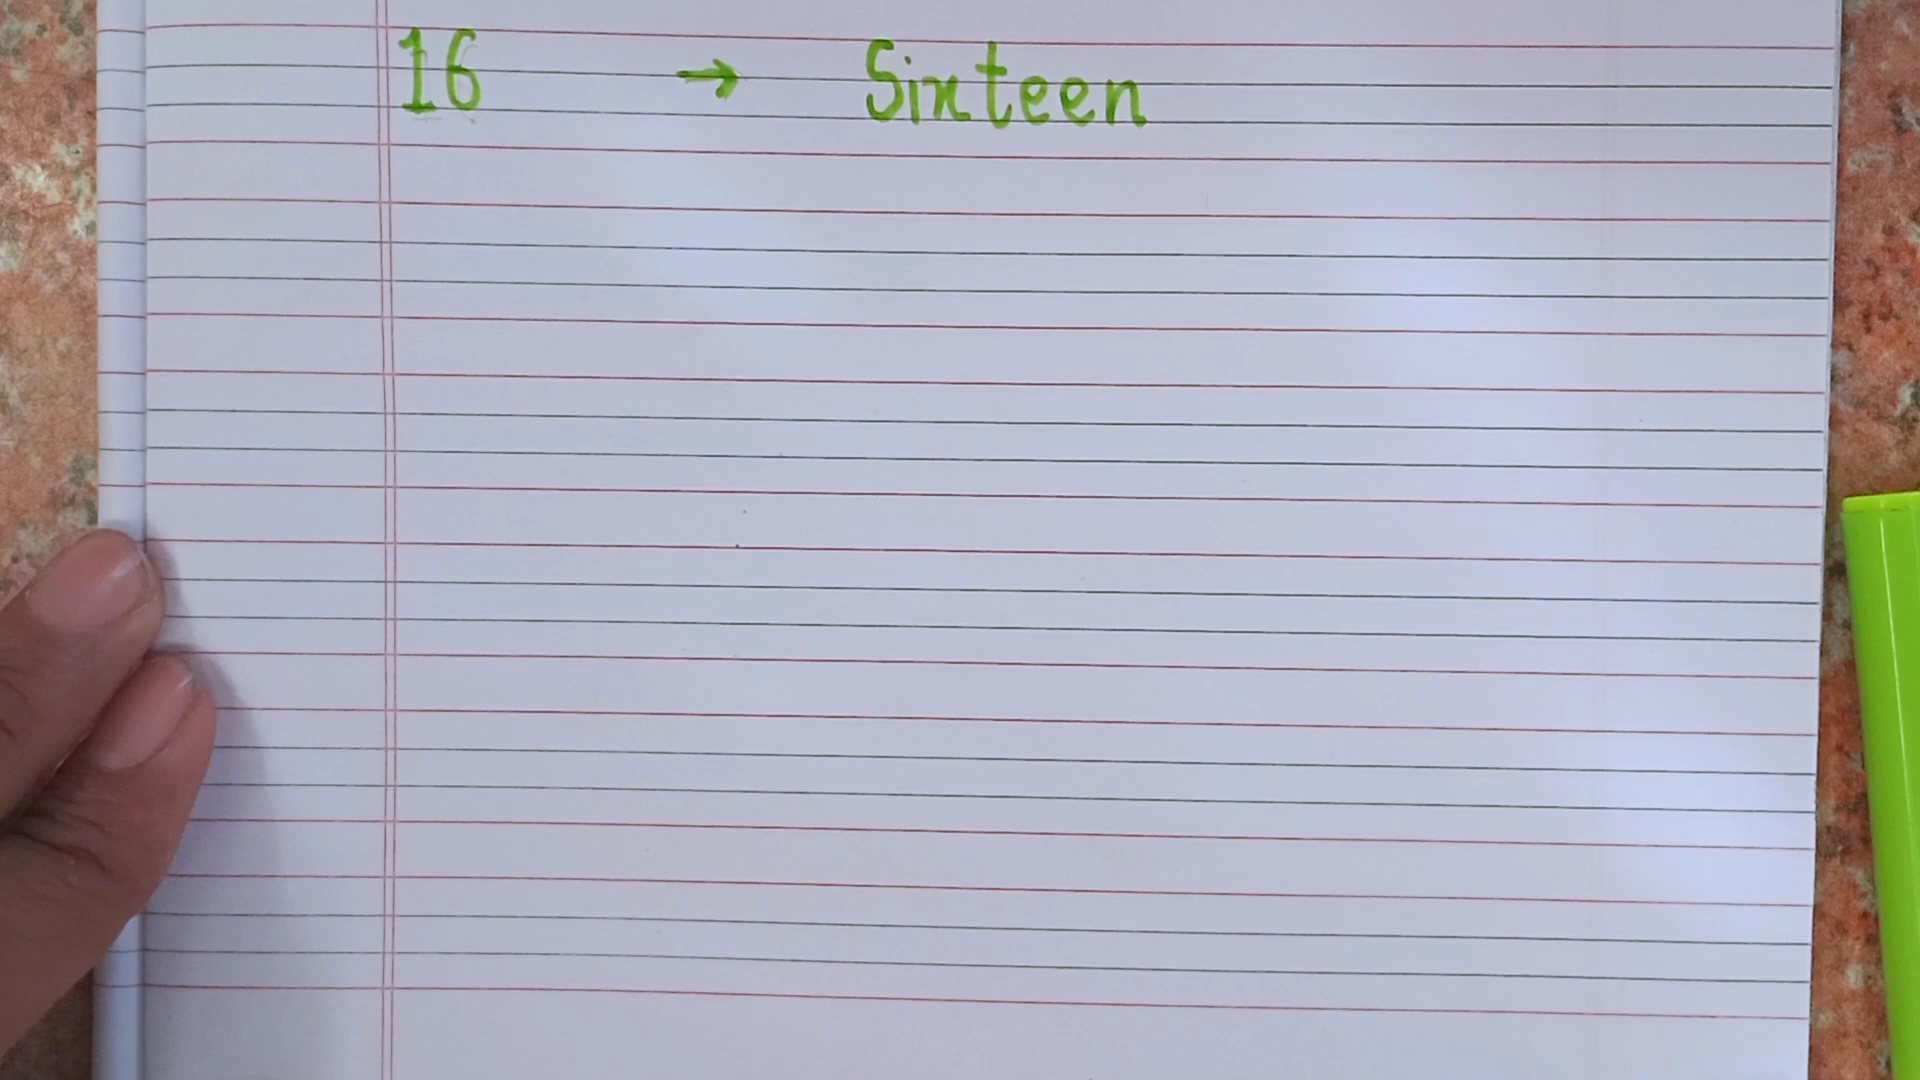 16 → Sixteen